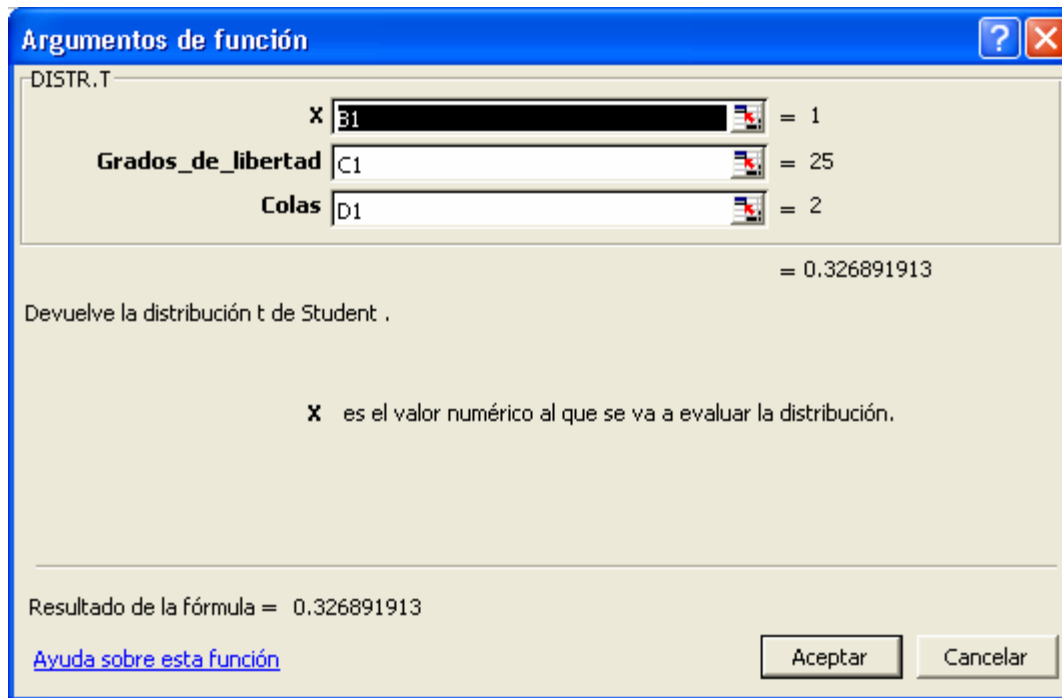 Argumentos de función
DISTR.T
X B1 = 1
Grados_de_libertad C1 = 25
Colas D1 = 2
= 0.326891913
Devuelve la distribución t de Student .
X es el valor numérico al que se va a evaluar la distribución.
Resultado de la fórmula = 0.326891913
Ayuda sobre esta función Aceptar Cancelar